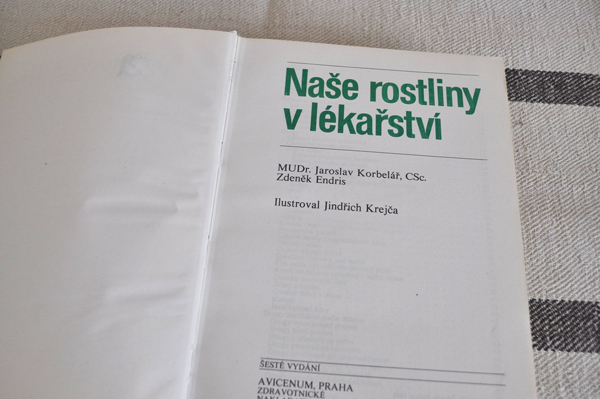 Naše rostliny
v lékařství
MUDr. Jaroslav Korbelář, CSc.
Zdeněk Endris
Ilustroval Jindřich Krejča
ŠESTÉ VYDÁNÍ
AVICENUM, PRAHA
ZDRAVOTNICKÉ